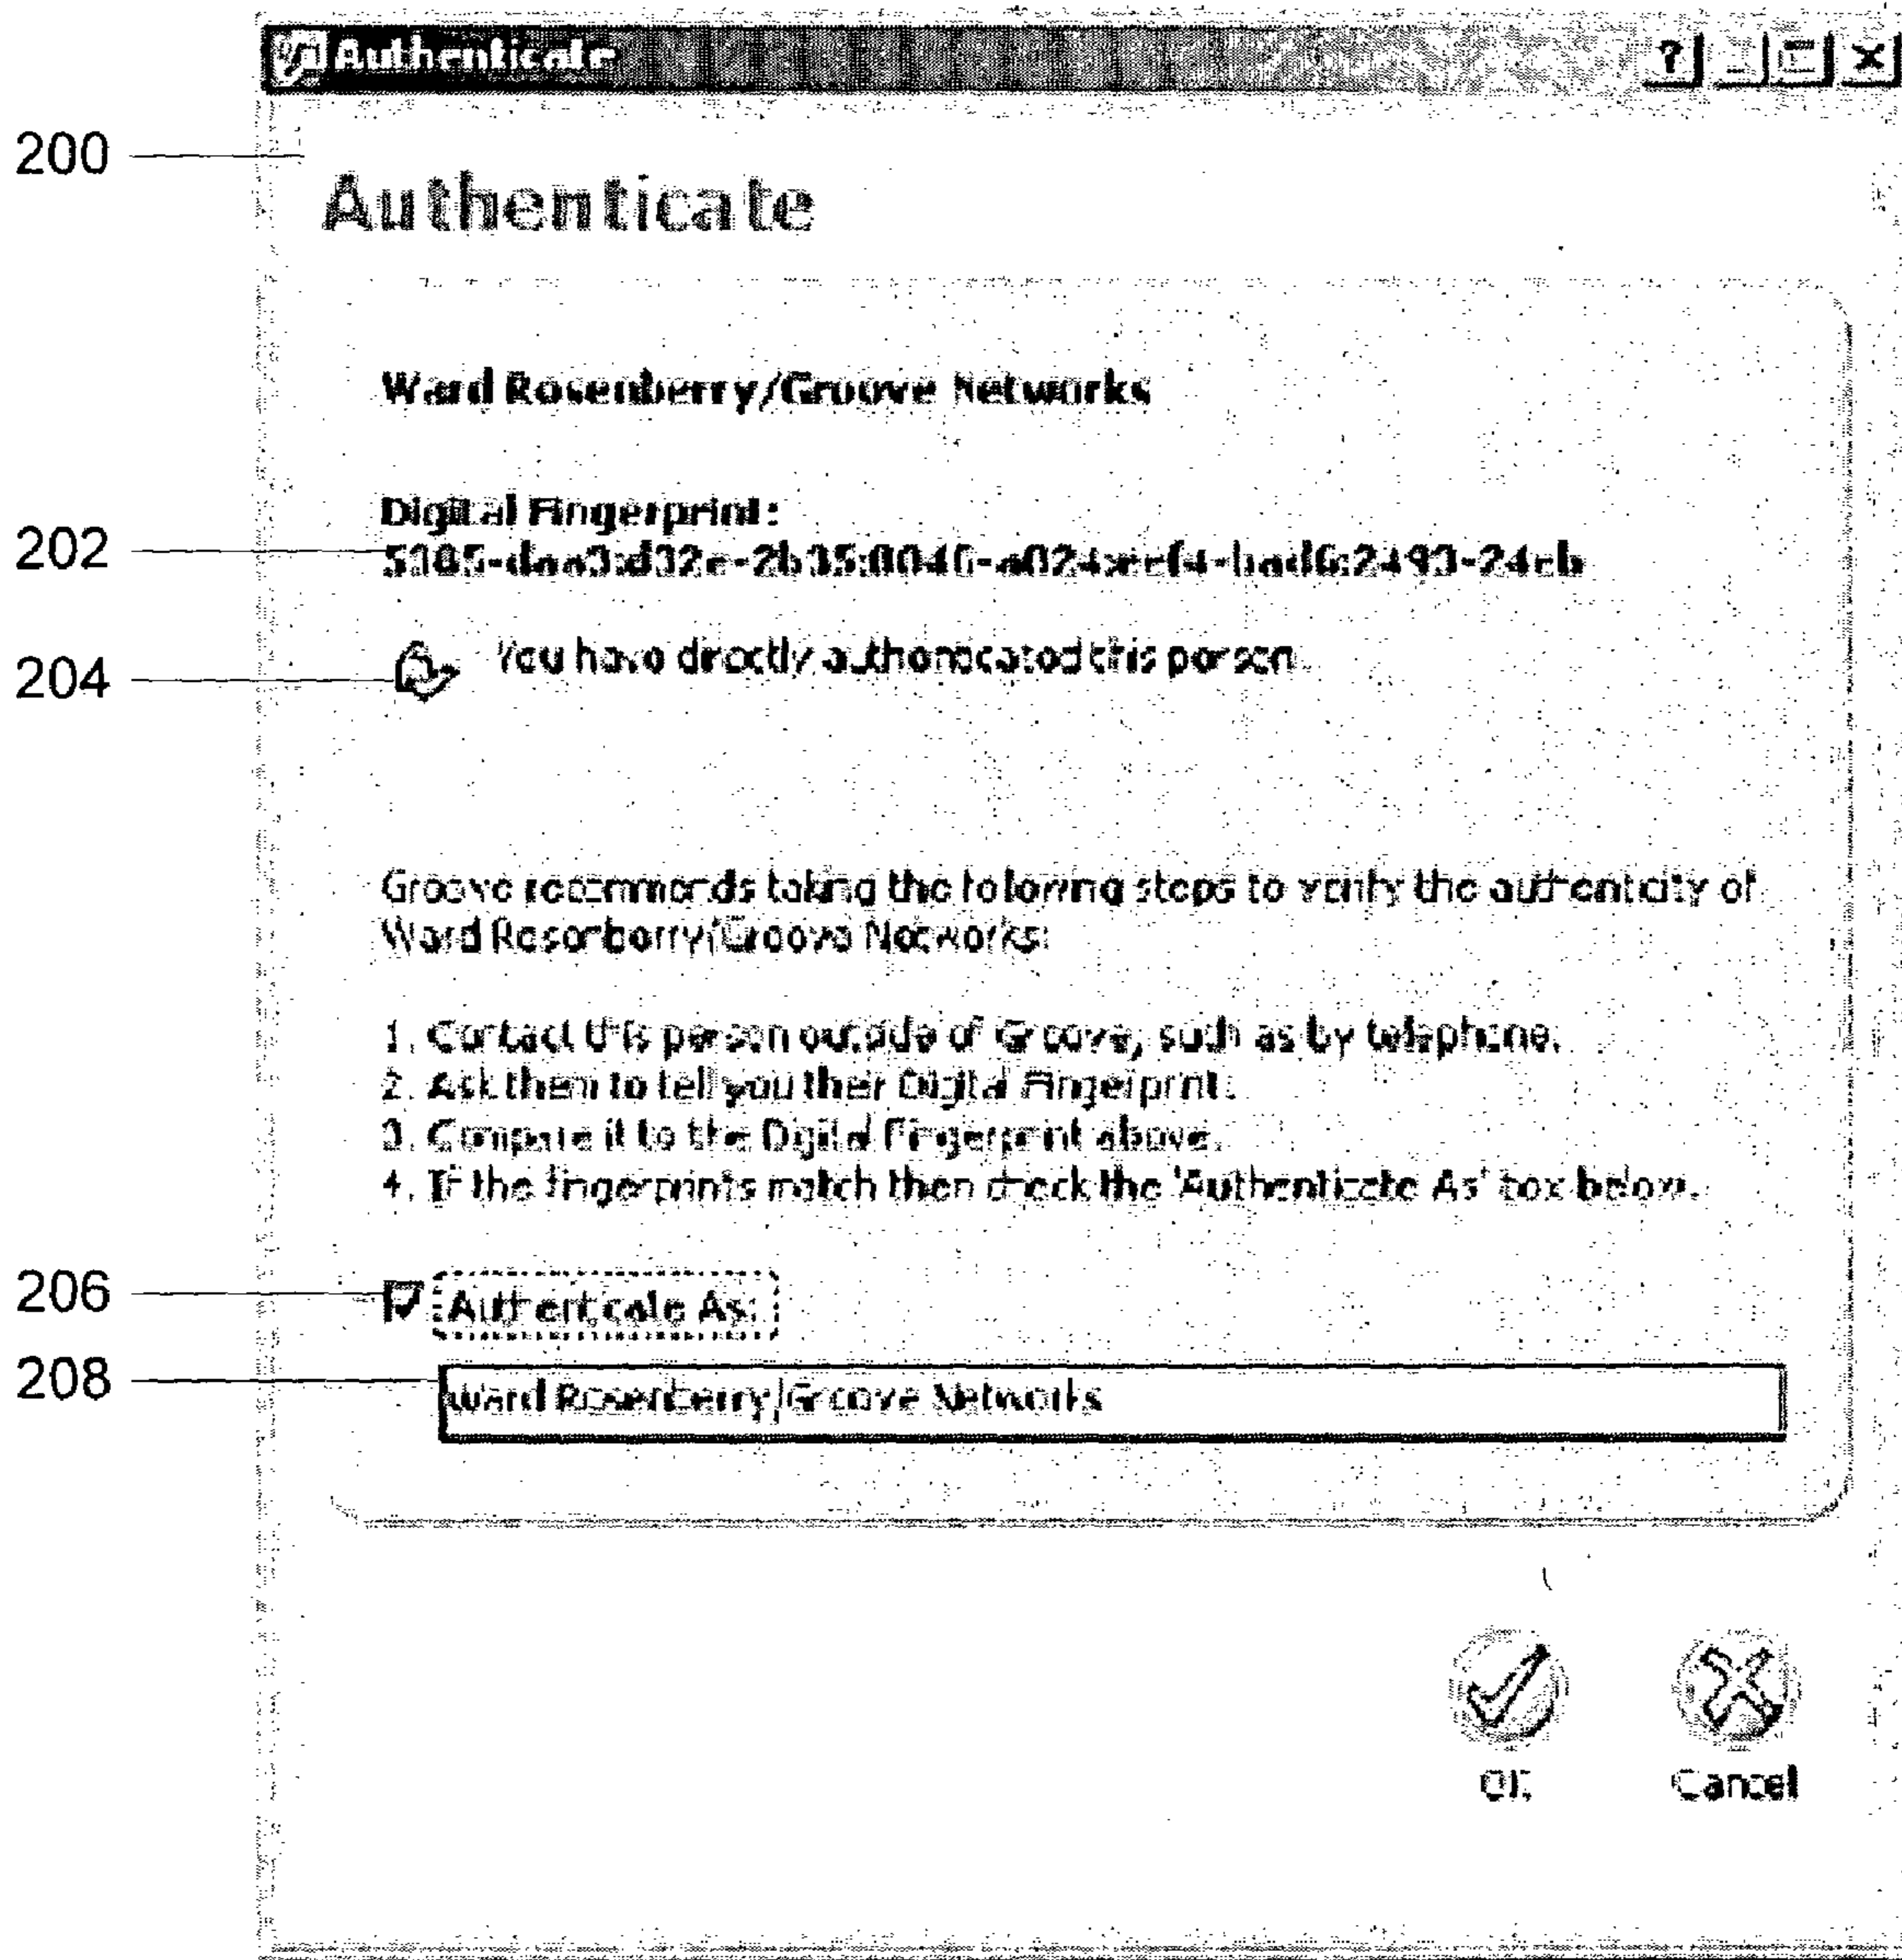 Authenticate
200
Authenticate
Ward Rosenberry/Groove Networks
Digital Fingerprint:
202
204
You have directly authenticated this person.
Groove recommends taking the following steps to verify the authenticity of
Ward Rosenberry/Groove Networks:
1. Contact this person outside of Groove, such as by telephone.
2. Ask them to tell you their Digital Fingerprint.
3. Compare it to the Digital Fingerprint above.
4. If the fingerprints match then check the 'Authenticate As' box below.
206
Authenticate As:
208
Ward Rosenberry/Groove Networks
OK
Cancel